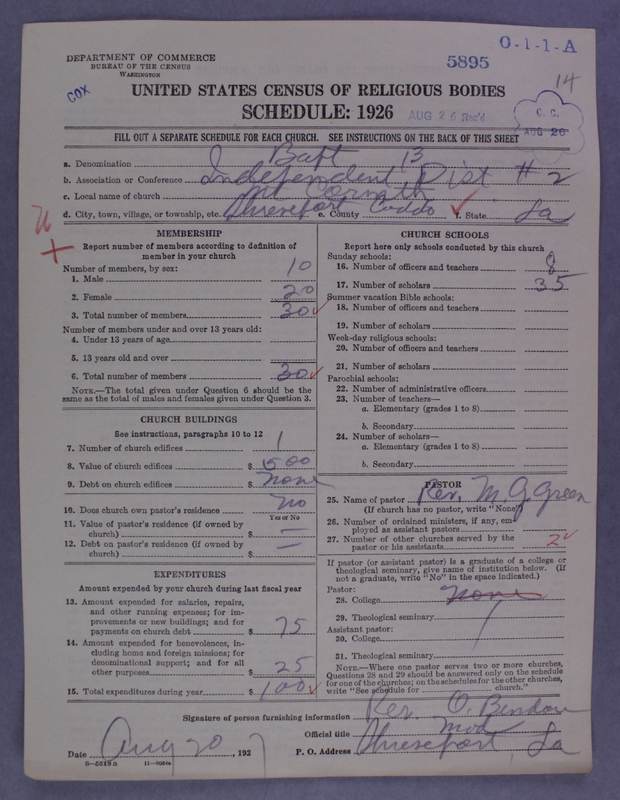 O-1-1-A
DEPARTMENT OF COMMERCE
BUREAU OF THE CENSUS
WASHINGTON
5895
14
COX
UNITED STATES CENSUS OF RELIGIOUS BODIES
SCHEDULE: 1926
AUG 26 Rec'd
C. C.
AUG 26
FILL OUT A SEPARATE SCHEDULE FOR EACH CHURCH. SEE INSTRUCTIONS ON THE BACK OF THIS SHEET
a. Denomination Bapt 13
b. Association or Conference Independent Dist #2
c. Local name of church Mt Cornith
d. City, town, village, or township, etc. Shreveport e. County Caddo f. State La
MEMBERSHIP
Report number of members according to definition of
member in your church
Number of members, by sex:
1. Male 10
2. Female 20
3. Total number of members 30
Number of members under and over 13 years old:
4. Under 13 years of age
5. 13 years old and over
6. Total number of members 30
NOTE.—The total given under Question 6 should be the
same as the total of males and females given under Question 3.
CHURCH BUILDINGS
See instructions, paragraphs 10 to 12
7. Number of church edifices 1
8. Value of church edifices $ 500
9. Debt on church edifices $ none
10. Does church own pastor's residence no
Yes or No
11. Value of pastor's residence (if owned by
church) $ —
12. Debt on pastor's residence (if owned by
church) $ —
EXPENDITURES
Amount expended by your church during last fiscal year
13. Amount expended for salaries, repairs,
and other running expenses; for im-
provements or new buildings; and for
payments on church debt $ 75
14. Amount expended for benevolences, in-
cluding home and foreign missions; for
denominational support; and for all
other purposes $ 25
15. Total expenditures during year $ 100
CHURCH SCHOOLS
Report here only schools conducted by this church
Sunday schools:
16. Number of officers and teachers 8
17. Number of scholars 35
Summer vacation Bible schools:
18. Number of officers and teachers
19. Number of scholars
Week-day religious schools:
20. Number of officers and teachers
21. Number of scholars
Parochial schools:
22. Number of administrative officers
23. Number of teachers—
a. Elementary (grades 1 to 8)
b. Secondary
24. Number of scholars—
a. Elementary (grades 1 to 8)
b. Secondary
PASTOR
25. Name of pastor Rev. M. G. Green
(If church has no pastor, write "None")
26. Number of ordained ministers, if any, em-
ployed as assistant pastors
27. Number of other churches served by the
pastor or his assistants 2
If pastor (or assistant pastor) is a graduate of a college or
theological seminary, give name of institution below. (If
not a graduate, write "No" in the space indicated.)
Pastor:
28. College none
29. Theological seminary
Assistant pastor:
30. College
31. Theological seminary
NOTE.—Where one pastor serves two or more churches,
Questions 28 and 29 should be answered only on the schedule
for one of the churches; on the schedules for the other churches,
write "See schedule for church."
Signature of person furnishing information Rev. O. Bendow
Official title Mod
Date Aug 20, 1927 P. O. Address Shreveport, La
8-5518a 11-9034a